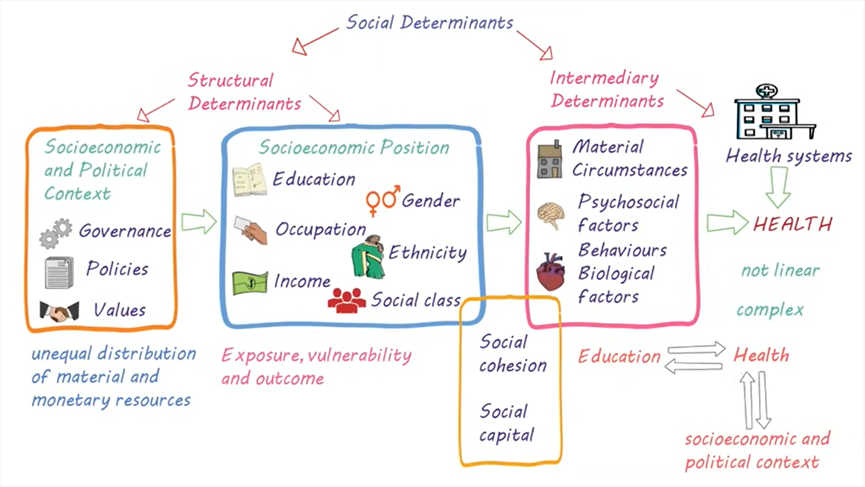 Social Determinants
Structural
Determinants
Intermediary
Determinants
Socioeconomic
and Political
Context
Governance
Policies
Values
Socioeconomic Position
Education
Gender
Occupation
Ethnicity
Income
Social class
Material
Circumstances
Psychosocial
factors
Behaviours
Biological
factors
Health systems
HEALTH
not linear
complex
unequal distribution
of material and
monetary resources
Exposure, vulnerability
and outcome
Social
cohesion
Social
capital
Education
Health
socioeconomic and
political context